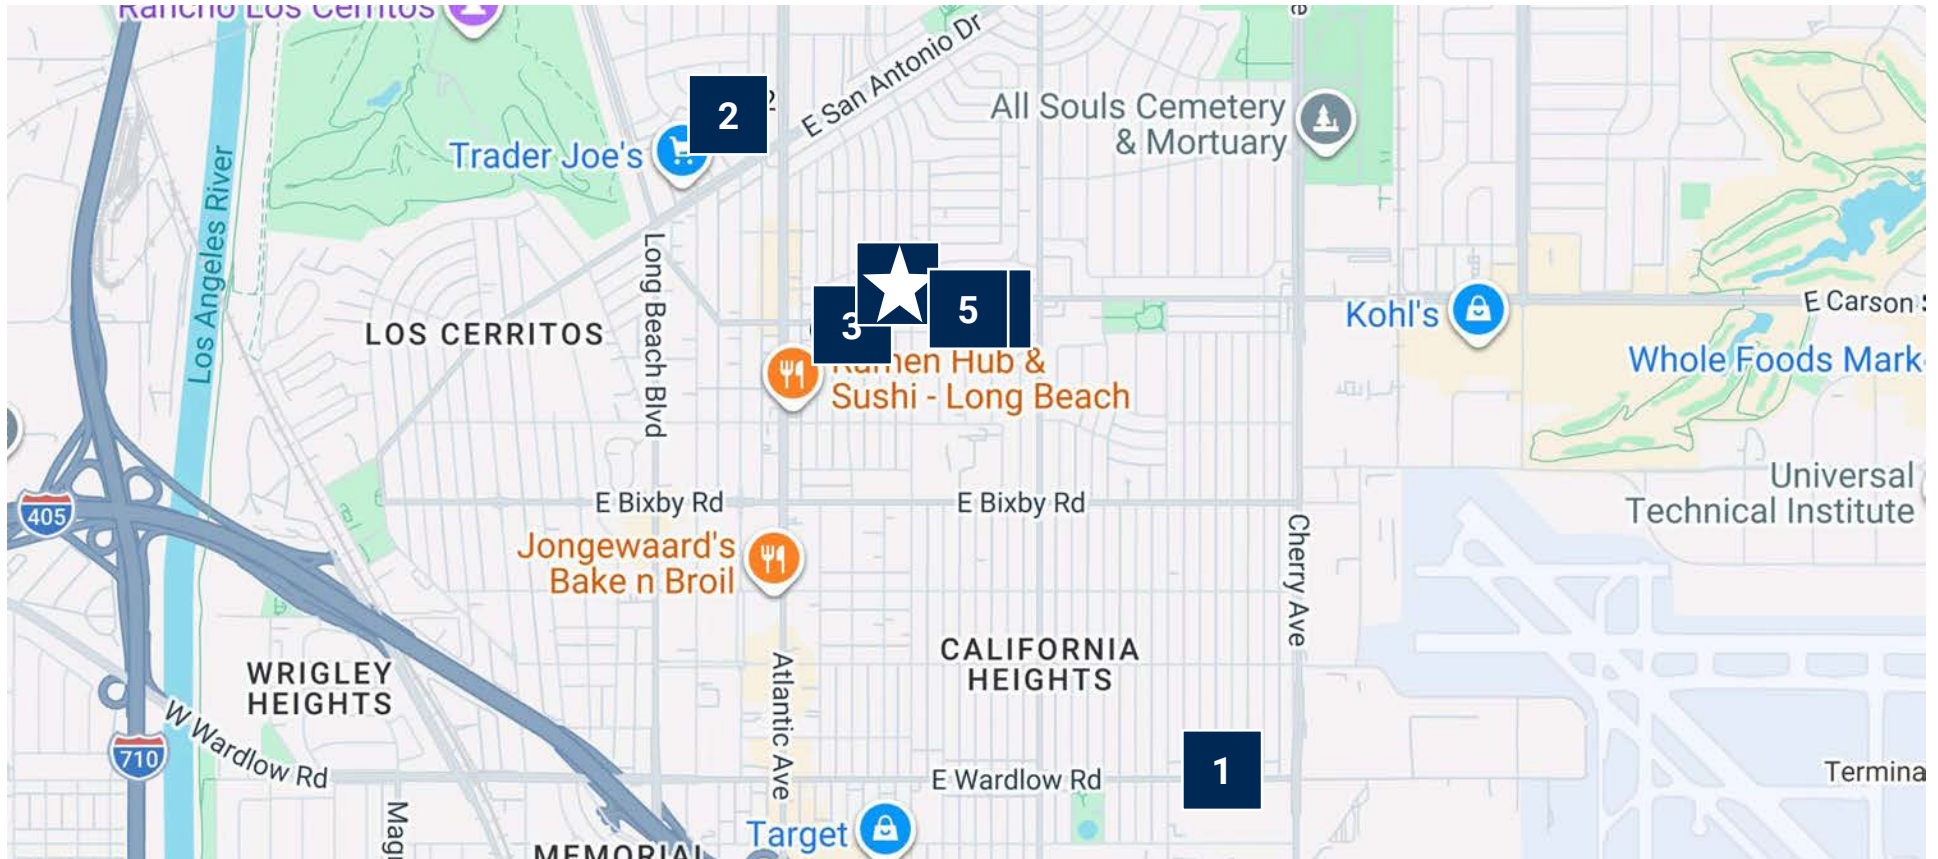 Rancho Los Cerritos
E San Antonio Dr
2
All Souls Cemetery
& Mortuary
Trader Joe's
Los Angeles River
Long Beach Blvd
LOS CERRITOS
3
5
Kohl's
E Carson
Whole Foods Mark
Ramen Hub &
Sushi - Long Beach
405
E Bixby Rd
E Bixby Rd
Universal
Technical Institute
Jongewaard's
Bake n Broil
Cherry Ave
CALIFORNIA
HEIGHTS
WRIGLEY
HEIGHTS
Atlantic Ave
W Wardlow Rd
710
E Wardlow Rd
1
Termina
Magn
Target
MEMORIAL